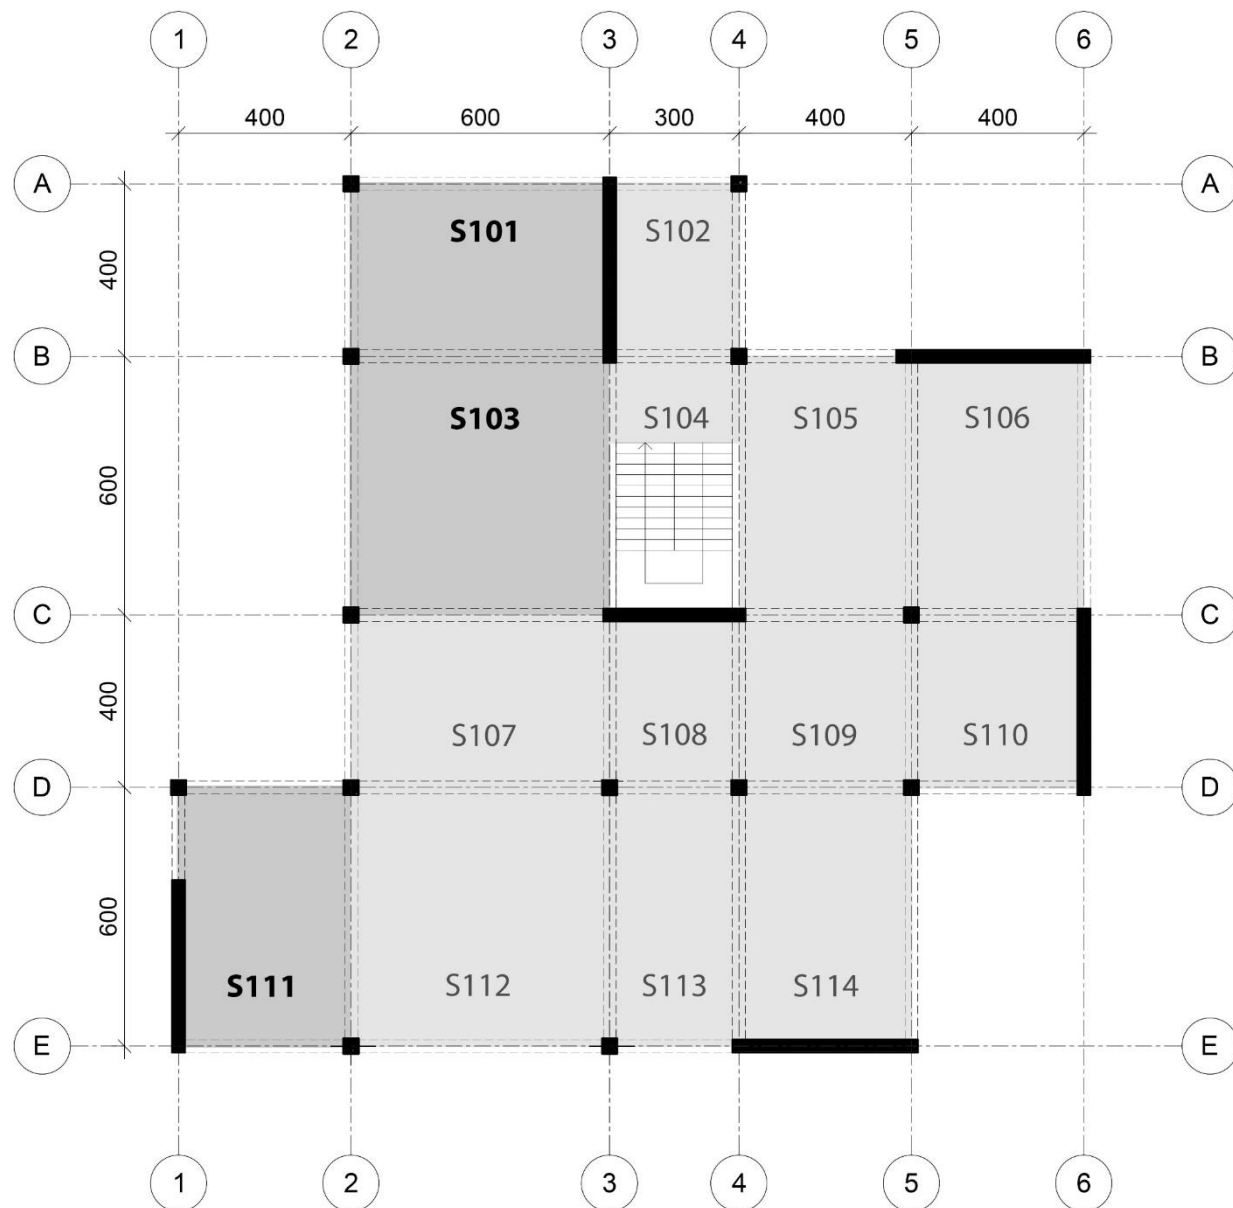 1 2 3 4 5 6
400 600 300 400 400
A A
S101 S102
400
B B
S103 S104 S105 S106
600
C C
400
S107 S108 S109 S110
D D
600
S111 S112 S113 S114
E E
1 2 3 4 5 6